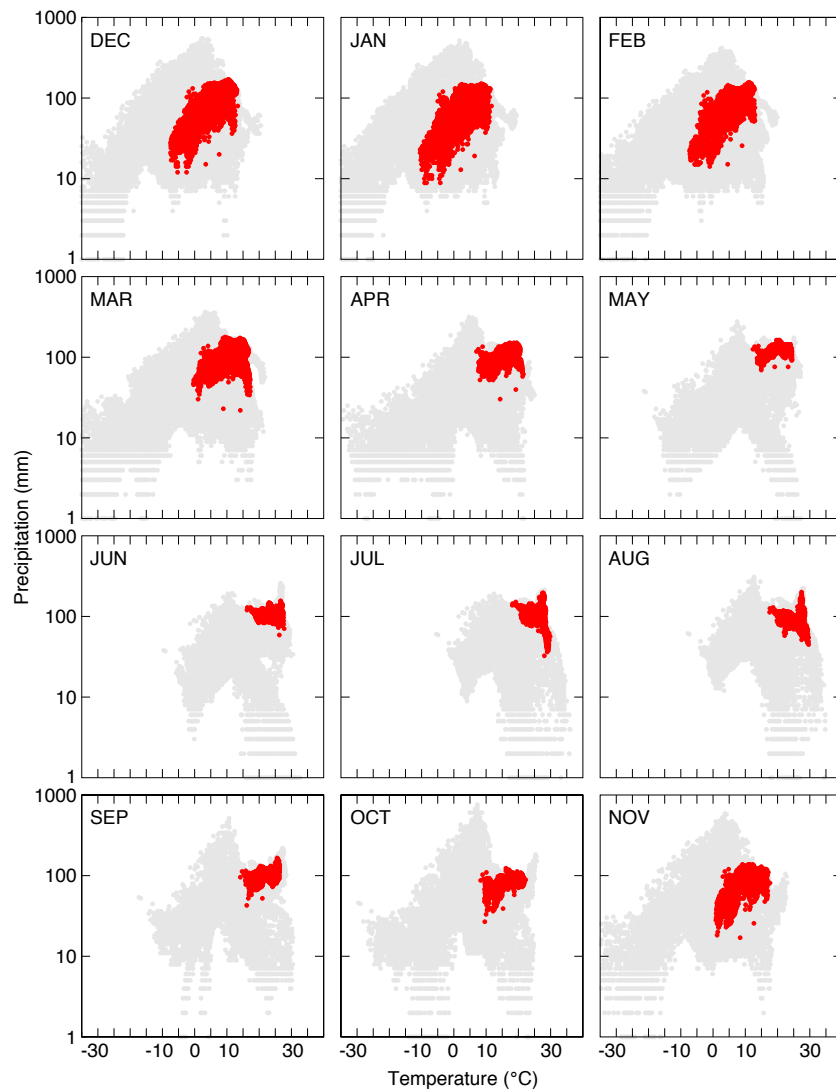 DEC JAN FEB
1000
100
10
1
MAR APR MAY
1000
100
10
1
Precipitation (mm)
JUN JUL AUG
1000
100
10
1
SEP OCT NOV
1000
100
10
1
-30 -10 0 10 30 -30 -10 0 10 30 -30 -10 0 10 30
Temperature (°C)